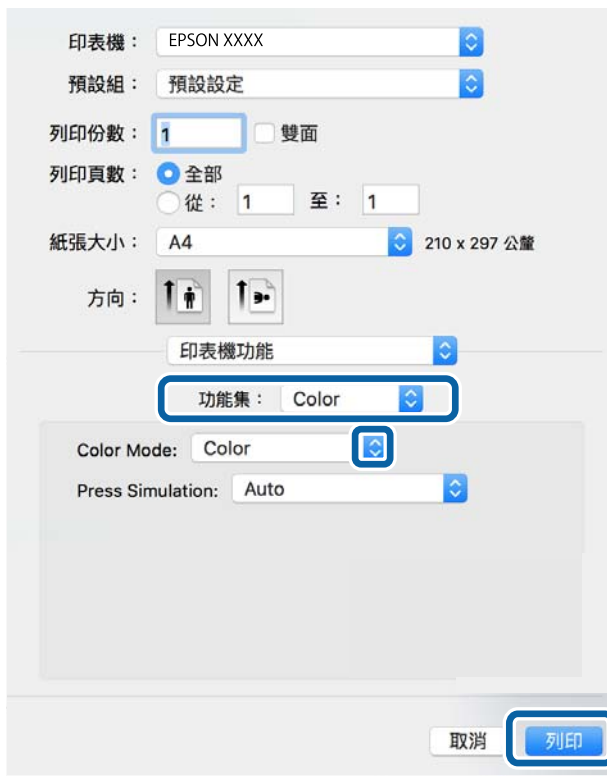 印表機： EPSON XXXX
預設組： 預設設定
列印份數： 1 雙面
列印頁數： 全部
從： 1 至： 1
紙張大小： A4 210 x 297 公釐
方向：
印表機功能
功能集： Color
Color Mode: Color
Press Simulation: Auto
取消 列印